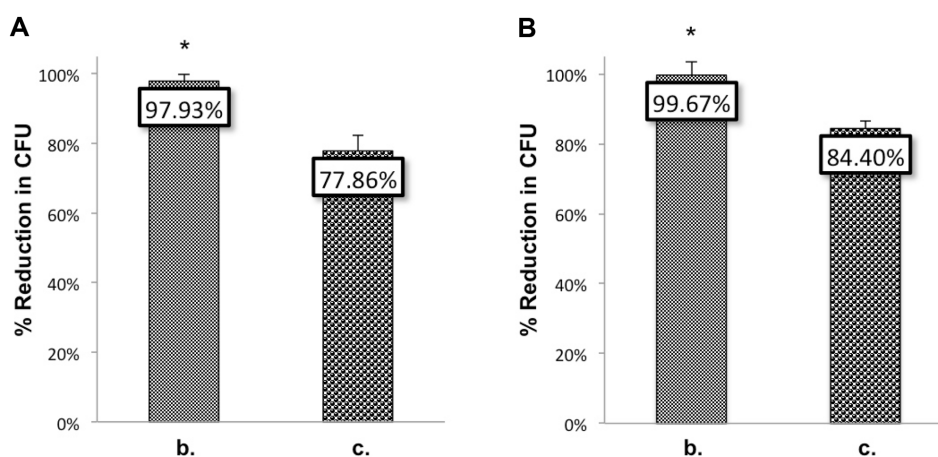 A
*
100%
80%
60%
40%
20%
0%
% Reduction in CFU
97.93%
77.86%
b.
c.
B
*
100%
80%
60%
40%
20%
0%
% Reduction in CFU
99.67%
84.40%
b.
c.